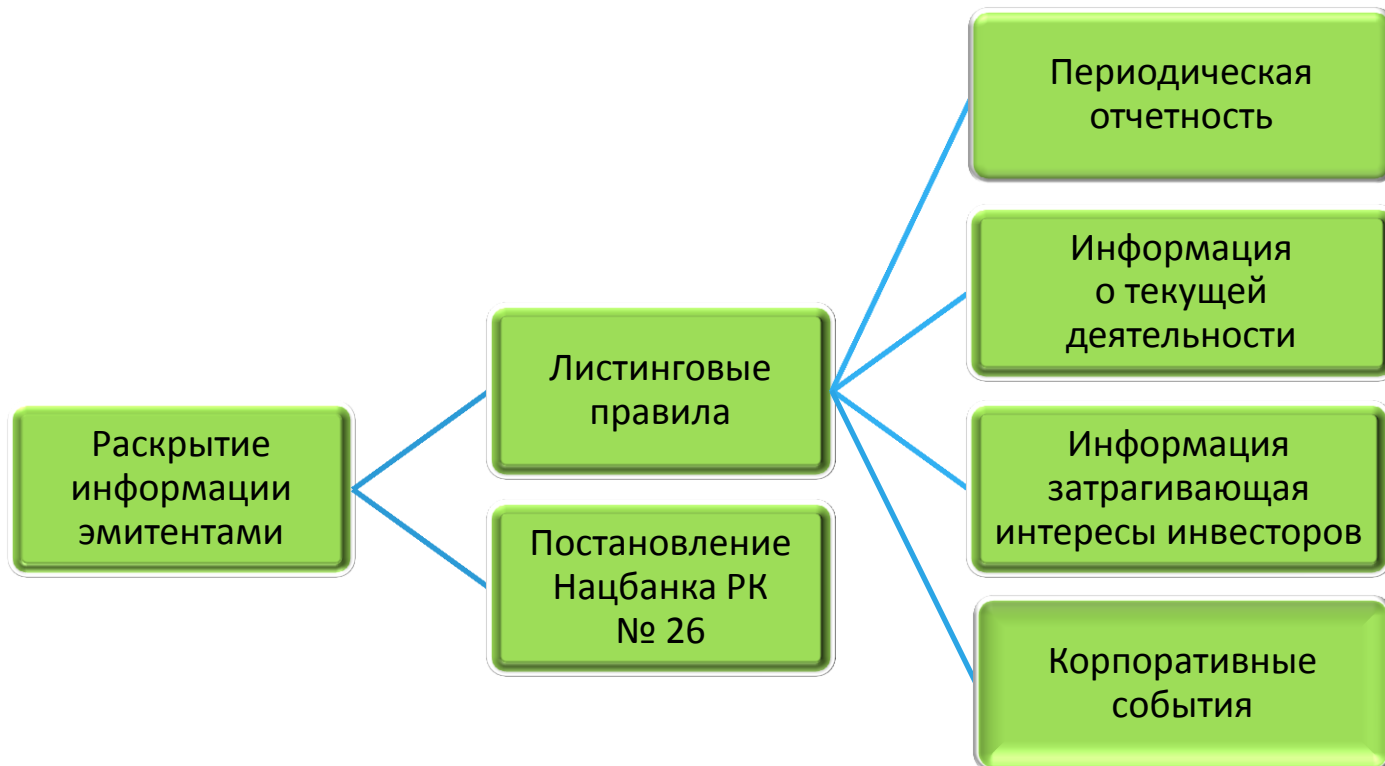 Раскрытие
информации
эмитентами
Листинговые
правила
Постановление
Нацбанка РК
№ 26
Периодическая
отчетность
Информация
о текущей
деятельности
Информация
затрагивающая
интересы инвесторов
Корпоративные
события